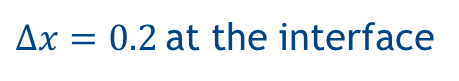 Δ𝑥 = 0.2 at the interface